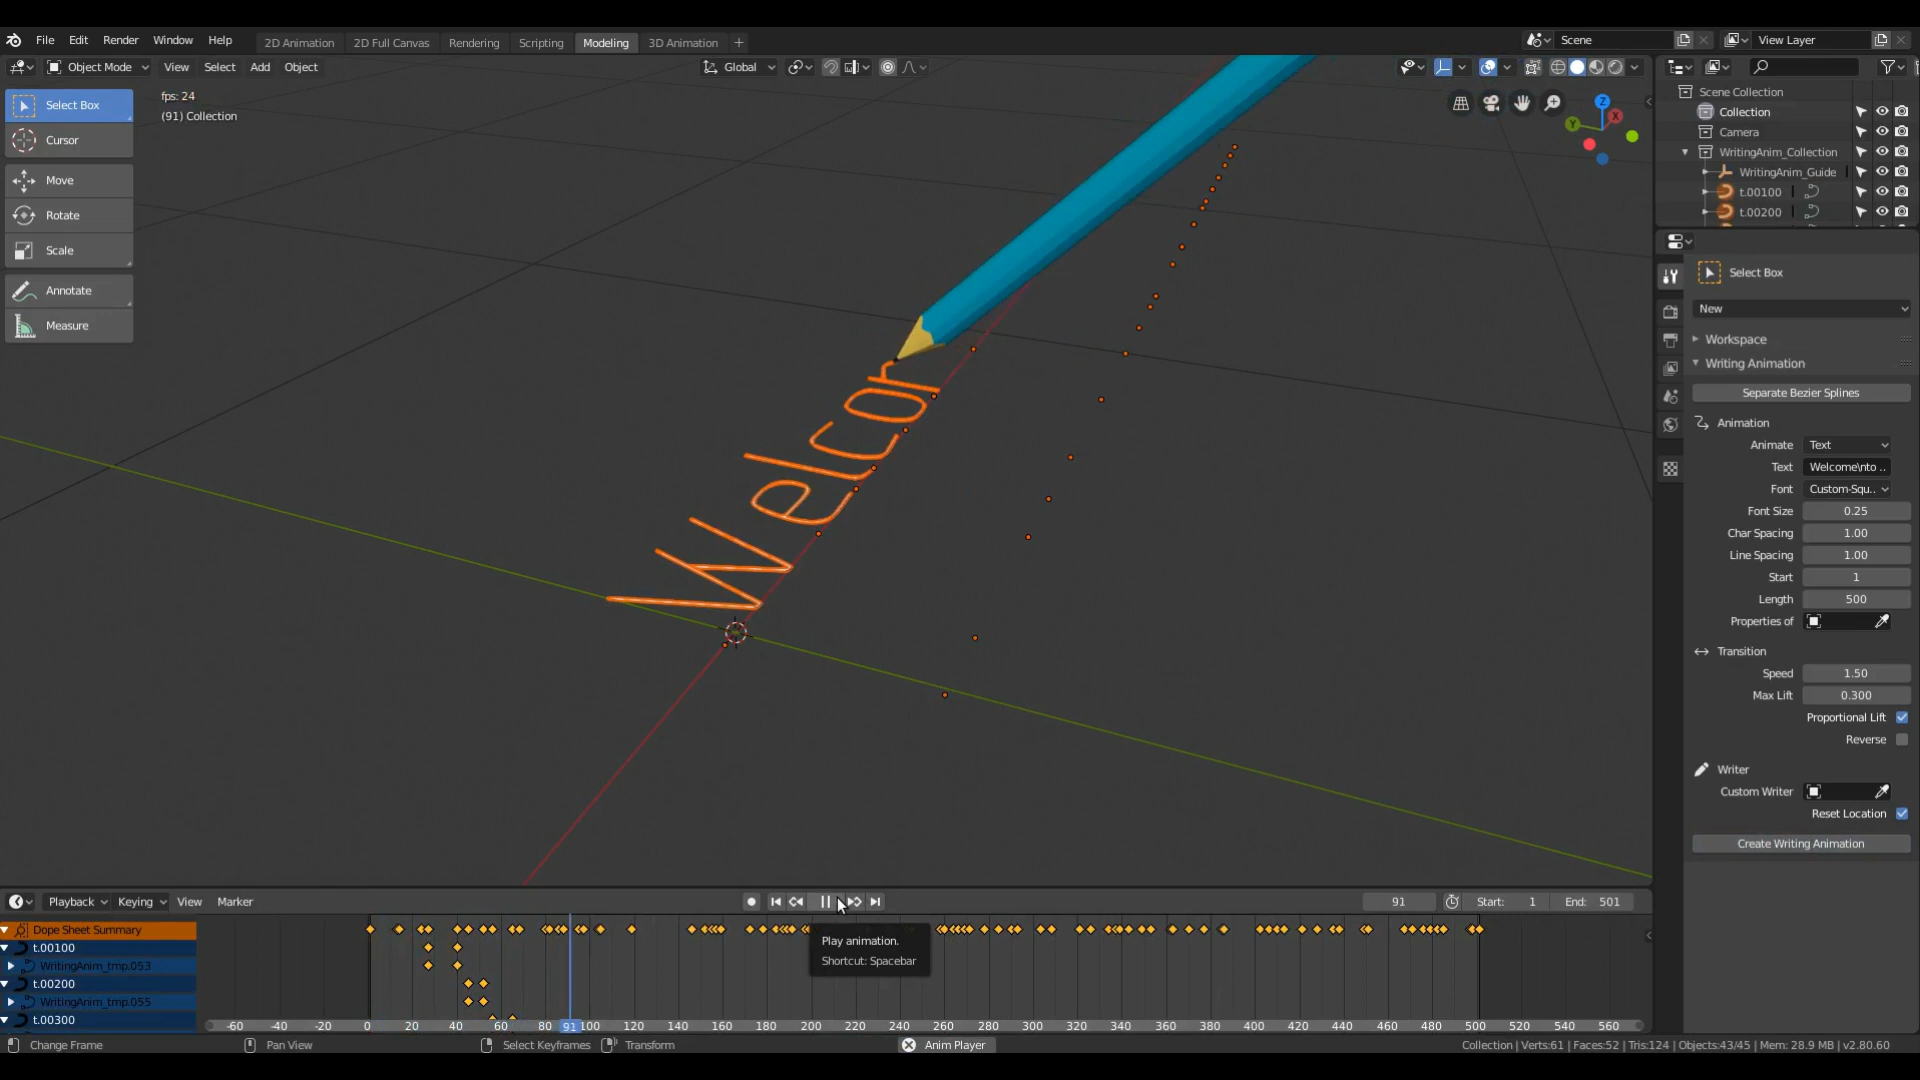 File Edit Render Window Help 2D Animation 2D Full Canvas Rendering Scripting Modeling 3D Animation + Scene View Layer
Object Mode View Select Add Object Global
Select Box
Cursor
Move
Rotate
Scale
Annotate
Measure
fps: 24
(91) Collection
Z
X
Y
Welcom
Scene Collection
Collection
Camera
WritingAnim_Collection
WritingAnim_Guide
t.00100
t.00200
Select Box
New
Workspace
Writing Animation
Separate Bezier Splines
Animation
Animate Text
Text Welcome\nto ..
Font Custom-Squ..
Font Size 0.25
Char Spacing 1.00
Line Spacing 1.00
Start 1
Length 500
Properties of
Transition
Speed 1.50
Max Lift 0.300
Proportional Lift
Reverse
Writer
Custom Writer
Reset Location
Create Writing Animation
Playback Keying View Marker 91 Start: 1 End: 501
Dope Sheet Summary
t.00100
WritingAnim_tmp.053
t.00200
WritingAnim_tmp.055
t.00300
Play animation.
Shortcut: Spacebar
-60 -40 -20 0 20 40 60 80 91 100 120 140 160 180 200 220 240 260 280 300 320 340 360 380 400 420 440 460 480 500 520 540 560
Change Frame Pan View Select Keyframes Transform Anim Player Collection | Verts:61 | Faces:52 | Tris:124 | Objects:43/45 | Mem: 28.9 MB | v2.80.60